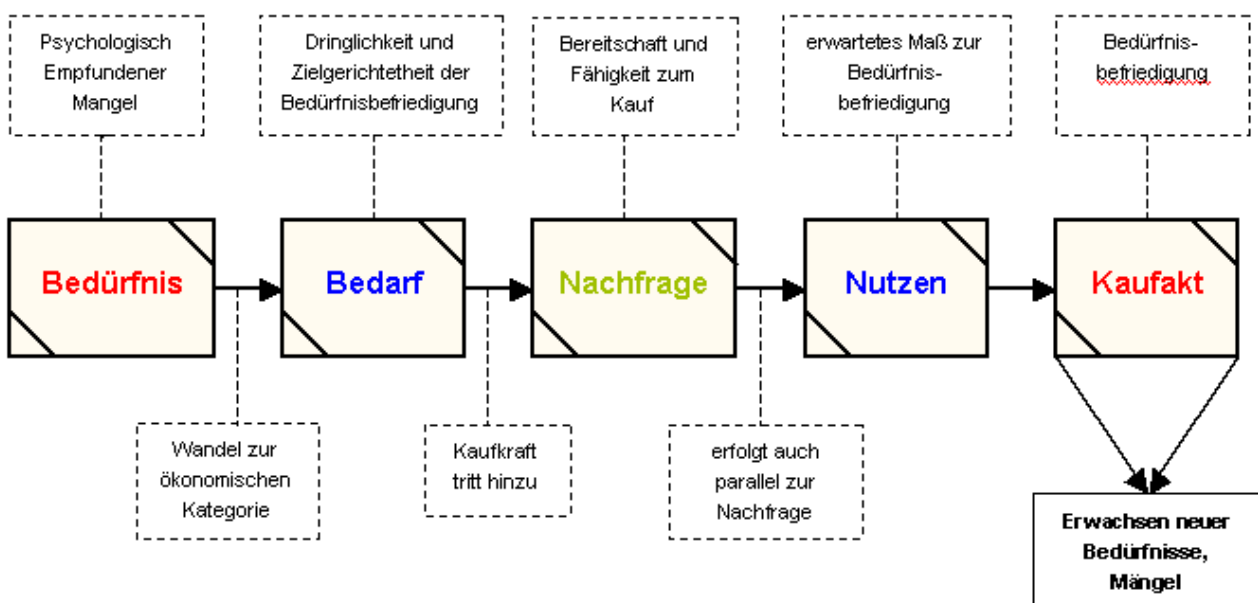 Psychologisch
Empfundener
Mangel
Dringlichkeit und
Zielgerichtetheit der
Bedürfnisbefriedigung
Bereitschaft und
Fähigkeit zum
Kauf
erwartetes Maß zur
Bedürfnis-
befriedigung
Bedürfnis-
befriedigung
Bedürfnis
Bedarf
Nachfrage
Nutzen
Kaufakt
Wandel zur
ökonomischen
Kategorie
Kaufkraft
tritt hinzu
erfolgt auch
parallel zur
Nachfrage
Erwachsen neuer
Bedürfnisse,
Mängel